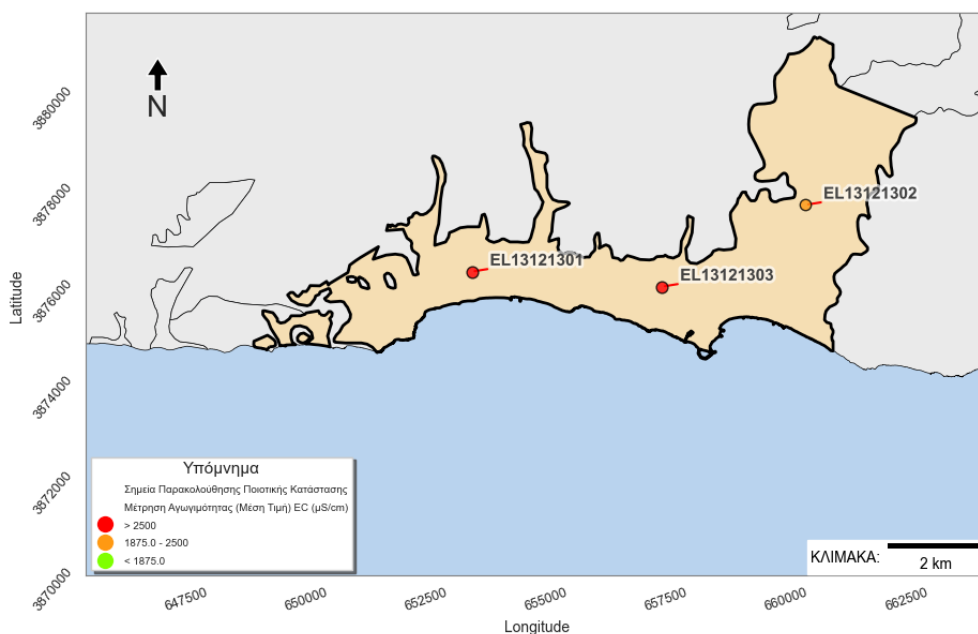 N
EL13121302
EL13121301
EL13121303
Latitude
3880000
3878000
3876000
3874000
3872000
3870000
Υπόμνημα
Σημεία Παρακολούθησης Ποιοτικής Κατάστασης
Μέτρηση Αγωγιμότητας (Μέση Τιμή) EC (μS/cm)
> 2500
1875.0 - 2500
< 1875.0
ΚΛΙΜΑΚΑ:
2 km
647500
650000
652500
655000
657500
660000
662500
Longitude